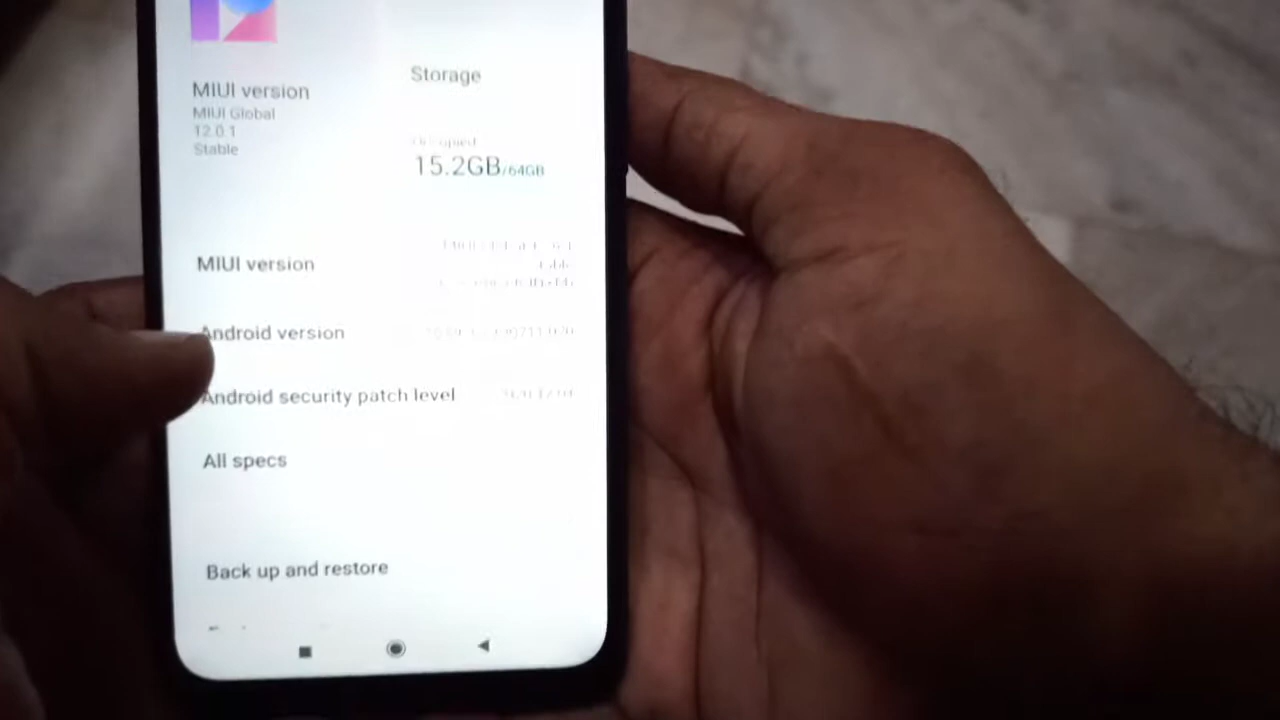 MIUI version
MIUI Global
12.0.1
Stable
Storage
Occupied
15.2GB/64GB
MIUI version
Android version
Android security patch level
All specs
Back up and restore